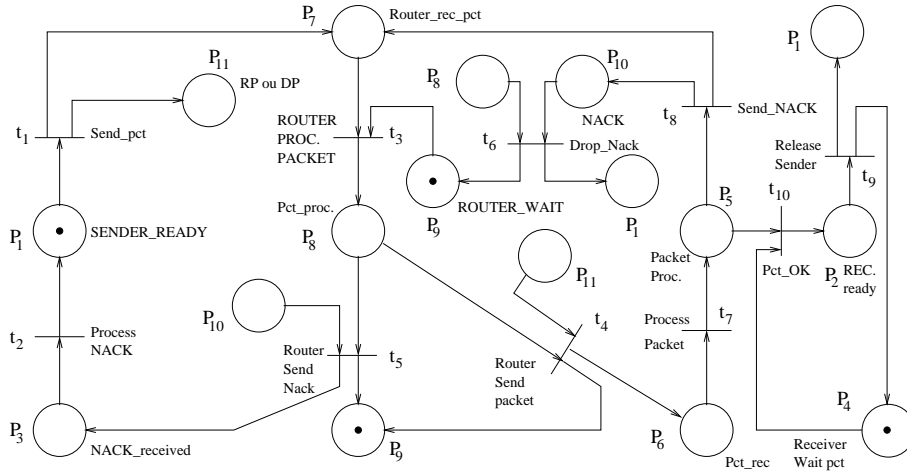 P7
Router_rec_pct
P1
P11
RP ou DP
P8
P10
t1
Send_pct
ROUTER
PROC.
PACKET
t3
t6
NACK
Drop_Nack
t8
Send_NACK
Release
Sender
t9
P1
SENDER_READY
Pct_proc.
P8
P9
ROUTER_WAIT
P1
P5
t10
Packet
Proc.
Pct_OK
P2
REC.
ready
P10
P11
t2
Process
NACK
Router
Send
Nack
t5
t4
Router
Send
packet
Process
Packet
t7
P3
NACK_received
P9
P6
Pct_rec
P4
Receiver
Wait pct